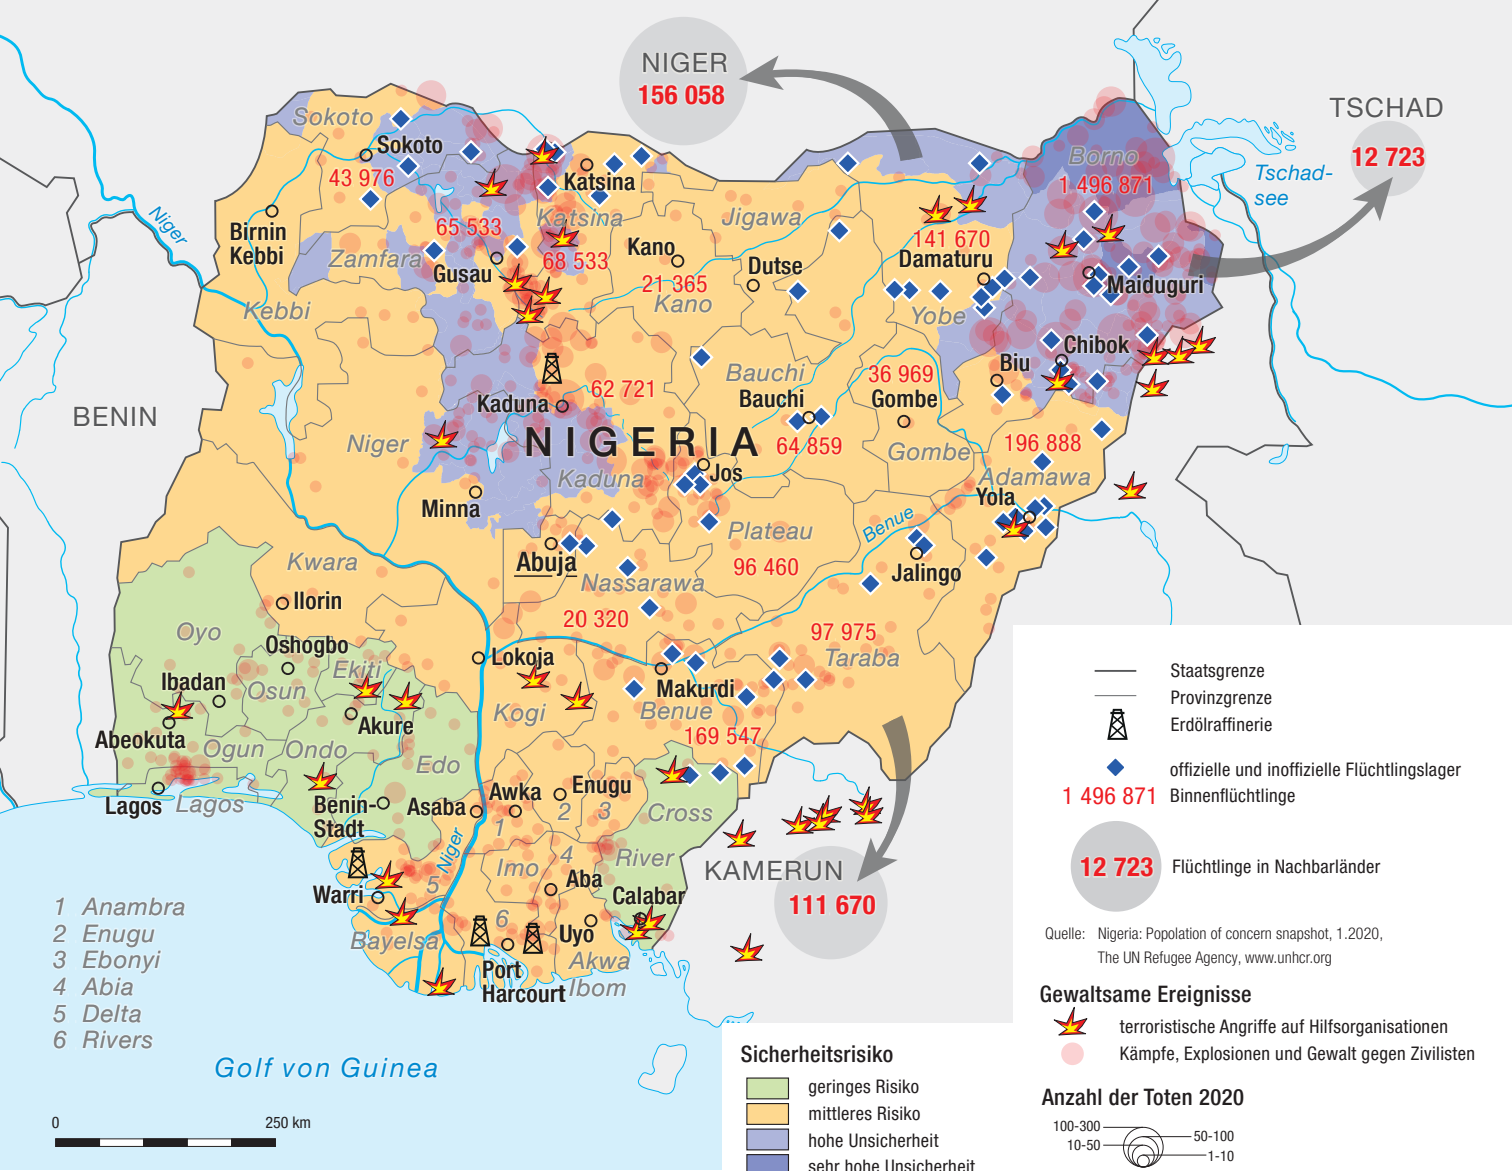 NIGER
156 058
TSCHAD
12 723
Tschad-
see
Sokoto
Sokoto
43 976
Katsina
Katsina
Borno
1 496 871
Niger
Birnin
Kebbi
65 533
Jigawa
141 670
Damaturu
Zamfara
Gusau
68 533
Kano
21 365
Kano
Dutse
Maiduguri
Kebbi
Yobe
Chibok
Biu
BENIN
Kaduna
62 721
Bauchi
Bauchi
64 859
36 969
Gombe
NIGERIA
Niger
Kaduna
Jos
Gombe
196 888
Adamawa
Yola
Minna
Plateau
96 460
Benue
Jalingo
Kwara
Abuja
Nassarawa
20 320
Ilorin
Oyo
Oshogbo
Ekiti
Osun
Ibadan
Lokoja
97 975
Taraba
Makurdi
Benue
169 547
Kogi
Akure
Abeokuta
Ogun
Ondo
Edo
Lagos
Lagos
Benin-
Stadt
Asaba
Awka
Enugu
1
2
3
Cross
River
Niger
Imo
4
Aba
Calabar
KAMERUN
111 670
Warri
5
6
Uyo
Bayelsa
Port
Harcourt
Akwa
Ibom
1 Anambra
2 Enugu
3 Ebonyi
4 Abia
5 Delta
6 Rivers
Golf von Guinea
0 250 km
Staatsgrenze
Provinzgrenze
Erdölraffinerie
offizielle und inoffizielle Flüchtlingslager
1 496 871 Binnenflüchtlinge
12 723 Flüchtlinge in Nachbarländer
Quelle: Nigeria: Popolation of concern snapshot, 1.2020,
The UN Refugee Agency, www.unhcr.org
Gewaltsame Ereignisse
terroristische Angriffe auf Hilfsorganisationen
Kämpfe, Explosionen und Gewalt gegen Zivilisten
Anzahl der Toten 2020
100-300
50-100
10-50
1-10
Sicherheitsrisiko
geringes Risiko
mittleres Risiko
hohe Unsicherheit
sehr hohe Unsicherheit